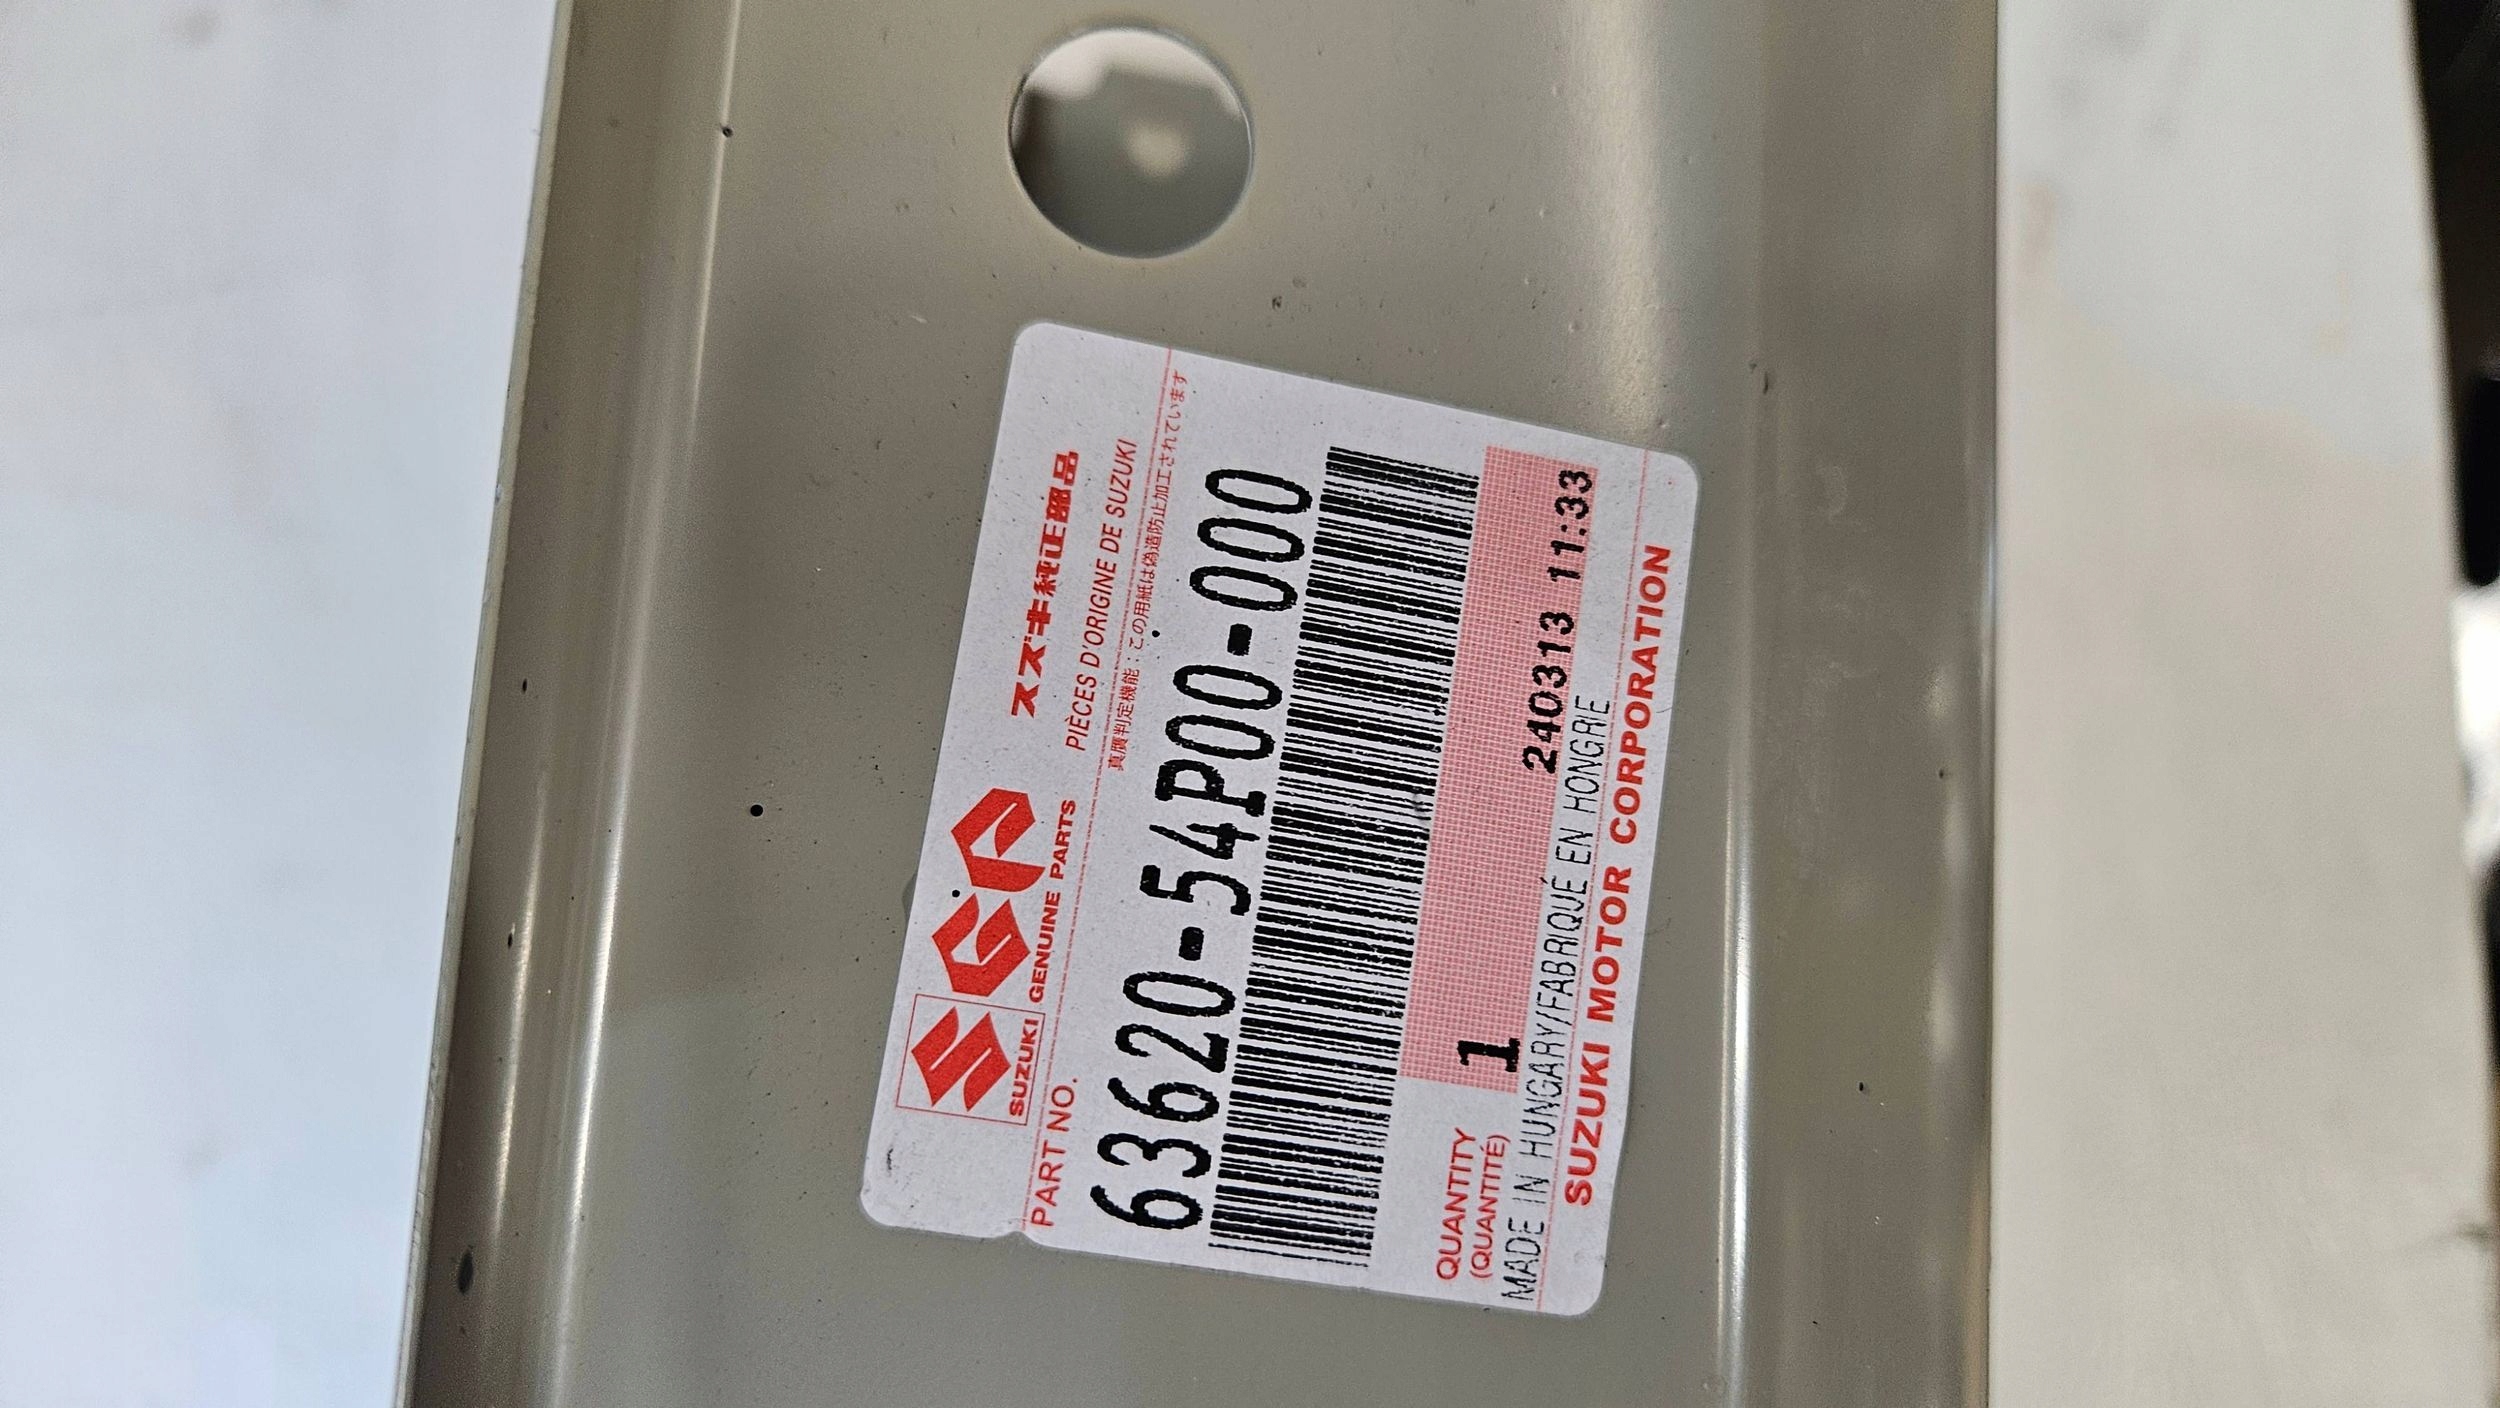 SUZUKI
SGP
GENUINE PARTS
スズキ純正部品
PIÈCES D'ORIGINE DE SUZUKI
PART NO.
真贋判定機能：この用紙は偽造防止加工されています
63620-54P00-000
QUANTITY
(QUANTITÉ)
1
240313 11:33
MADE IN HUNGARY/FABRIQUÉ EN HONGRIE
SUZUKI MOTOR CORPORATION